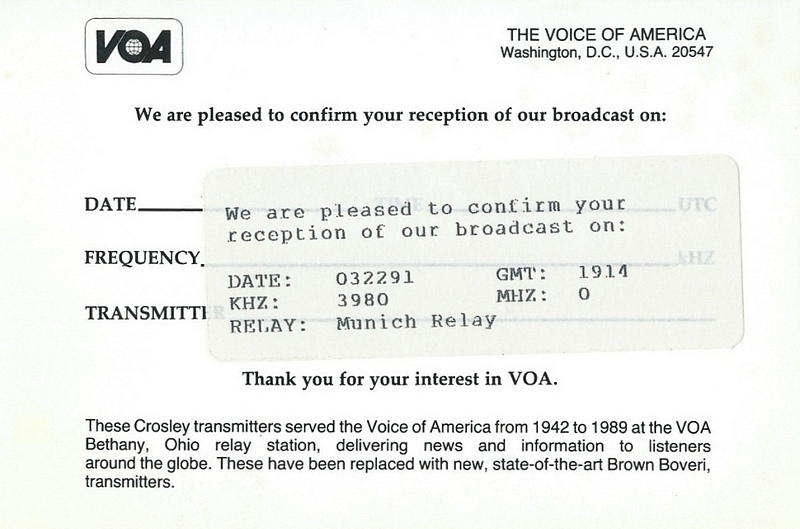 VOA
THE VOICE OF AMERICA
Washington, D.C., U.S.A. 20547
We are pleased to confirm your reception of our broadcast on:
DATE
TIME
UTC
We are pleased to confirm your
reception of our broadcast on:
FREQUENCY
KHZ
DATE: 032291 GMT: 1914
KHZ: 3980 MHZ: 0
TRANSMITTER
RELAY: Munich Relay
Thank you for your interest in VOA.
These Crosley transmitters served the Voice of America from 1942 to 1989 at the VOA
Bethany, Ohio relay station, delivering news and information to listeners
around the globe. These have been replaced with new, state-of-the-art Brown Boveri,
transmitters.